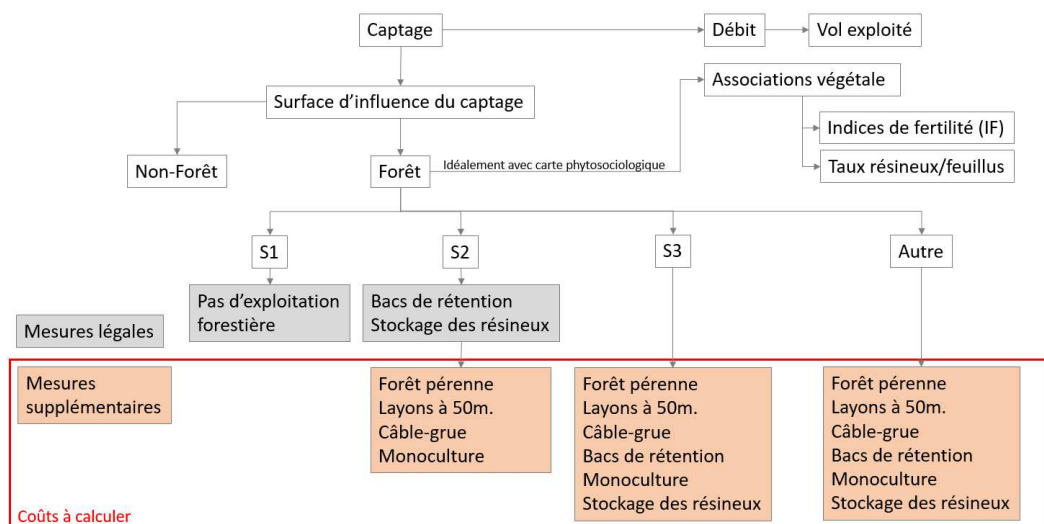 Captage
Débit
Vol exploité
Associations végétale
Surface d'influence du captage
Indices de fertilité (IF)
Non-Forêt
Forêt
Idéalement avec carte phytosociologique
Taux résineux/feuillus
S1
S2
S3
Autre
Pas d'exploitation
forestière
Bacs de rétention
Stockage des résineux
Mesures légales
Mesures
supplémentaires
Forêt pérenne
Layons à 50m.
Câble-grue
Monoculture
Forêt pérenne
Layons à 50m.
Câble-grue
Bacs de rétention
Monoculture
Stockage des résineux
Forêt pérenne
Layons à 50m.
Câble-grue
Bacs de rétention
Monoculture
Stockage des résineux
Coûts à calculer